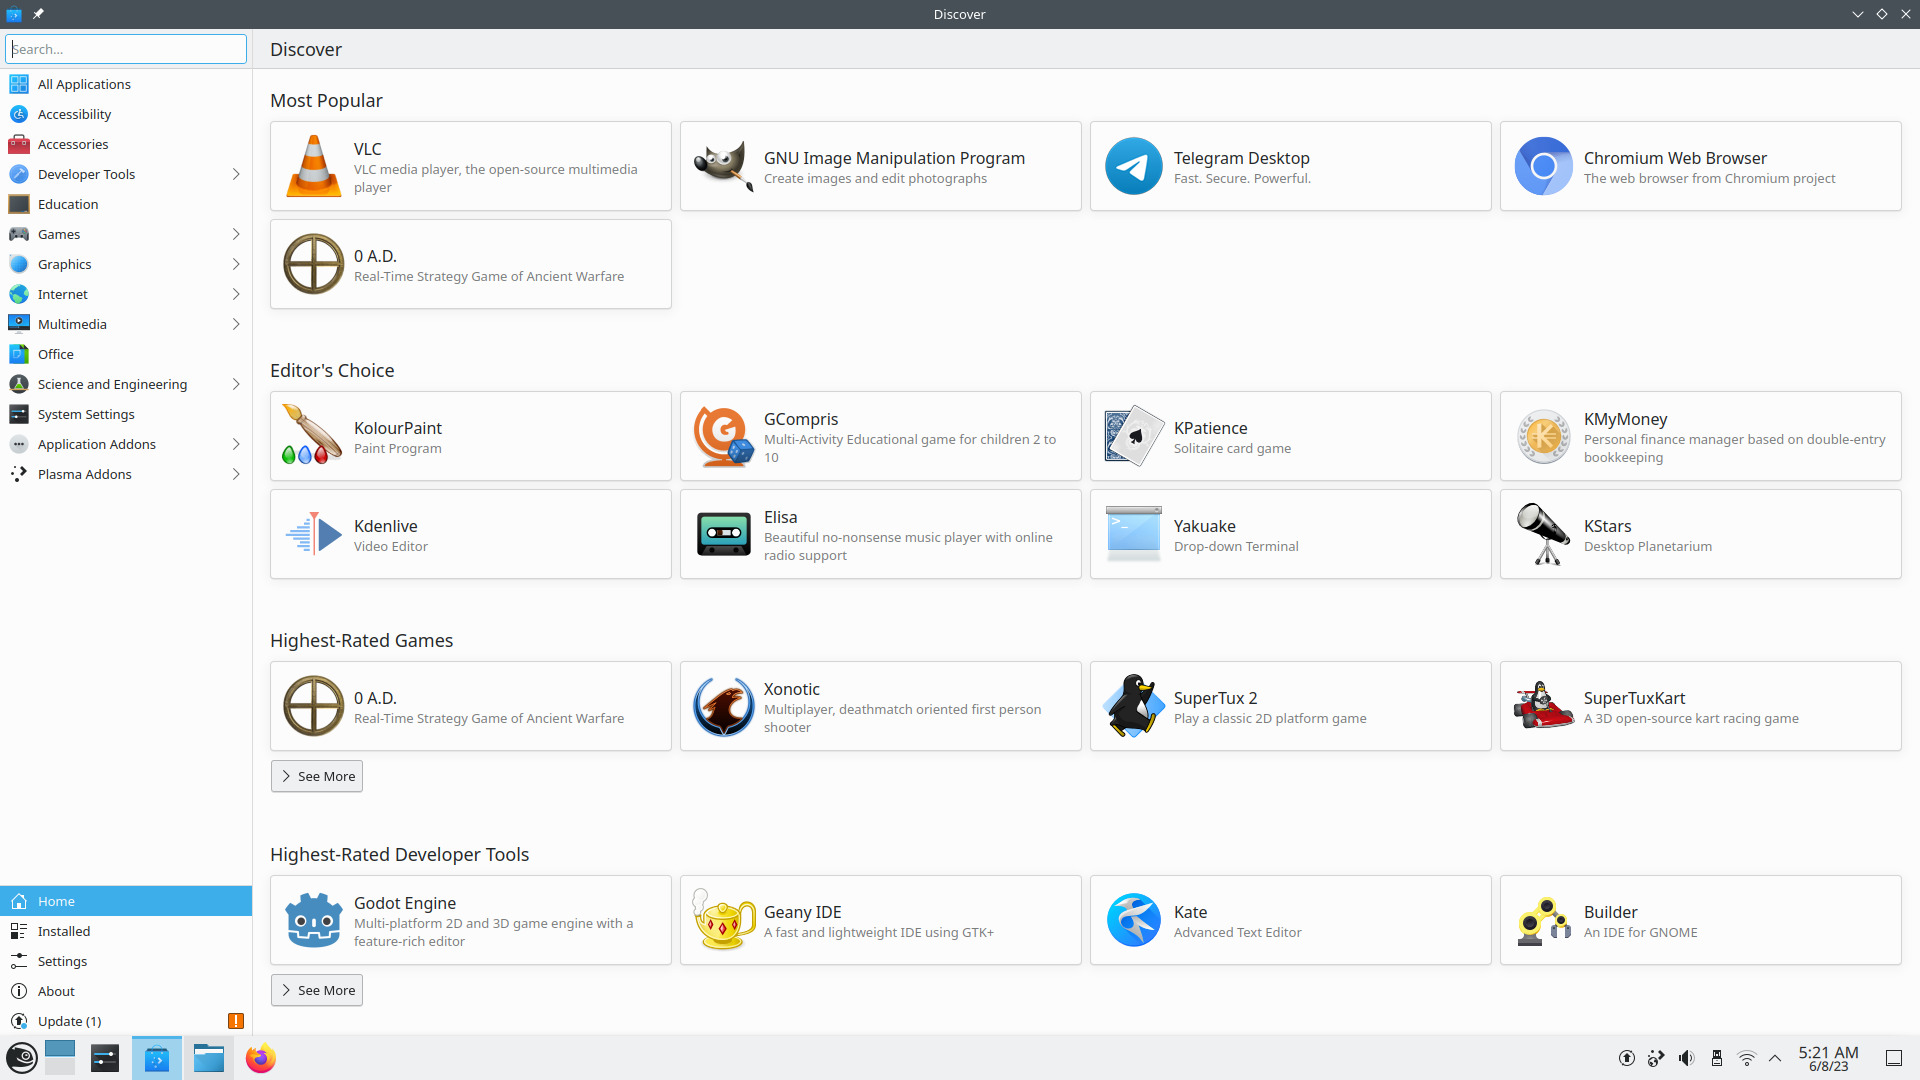 Discover
Search...
All Applications
Accessibility
Accessories
Developer Tools
Education
Games
Graphics
Internet
Multimedia
Office
Science and Engineering
System Settings
Application Addons
Plasma Addons
Home
Installed
Settings
About
Update (1)
Discover
Most Popular
VLC
VLC media player, the open-source multimedia
player
GNU Image Manipulation Program
Create images and edit photographs
Telegram Desktop
Fast. Secure. Powerful.
Chromium Web Browser
The web browser from Chromium project
0 A.D.
Real-Time Strategy Game of Ancient Warfare
Editor's Choice
KolourPaint
Paint Program
GCompris
Multi-Activity Educational game for children 2 to
10
KPatience
Solitaire card game
KMyMoney
Personal finance manager based on double-entry
bookkeeping
Kdenlive
Video Editor
Elisa
Beautiful no-nonsense music player with online
radio support
Yakuake
Drop-down Terminal
KStars
Desktop Planetarium
Highest-Rated Games
0 A.D.
Real-Time Strategy Game of Ancient Warfare
Xonotic
Multiplayer, deathmatch oriented first person
shooter
SuperTux 2
Play a classic 2D platform game
SuperTuxKart
A 3D open-source kart racing game
See More
Highest-Rated Developer Tools
Godot Engine
Multi-platform 2D and 3D game engine with a
feature-rich editor
Geany IDE
A fast and lightweight IDE using GTK+
Kate
Advanced Text Editor
Builder
An IDE for GNOME
See More
5:21 AM
6/8/23